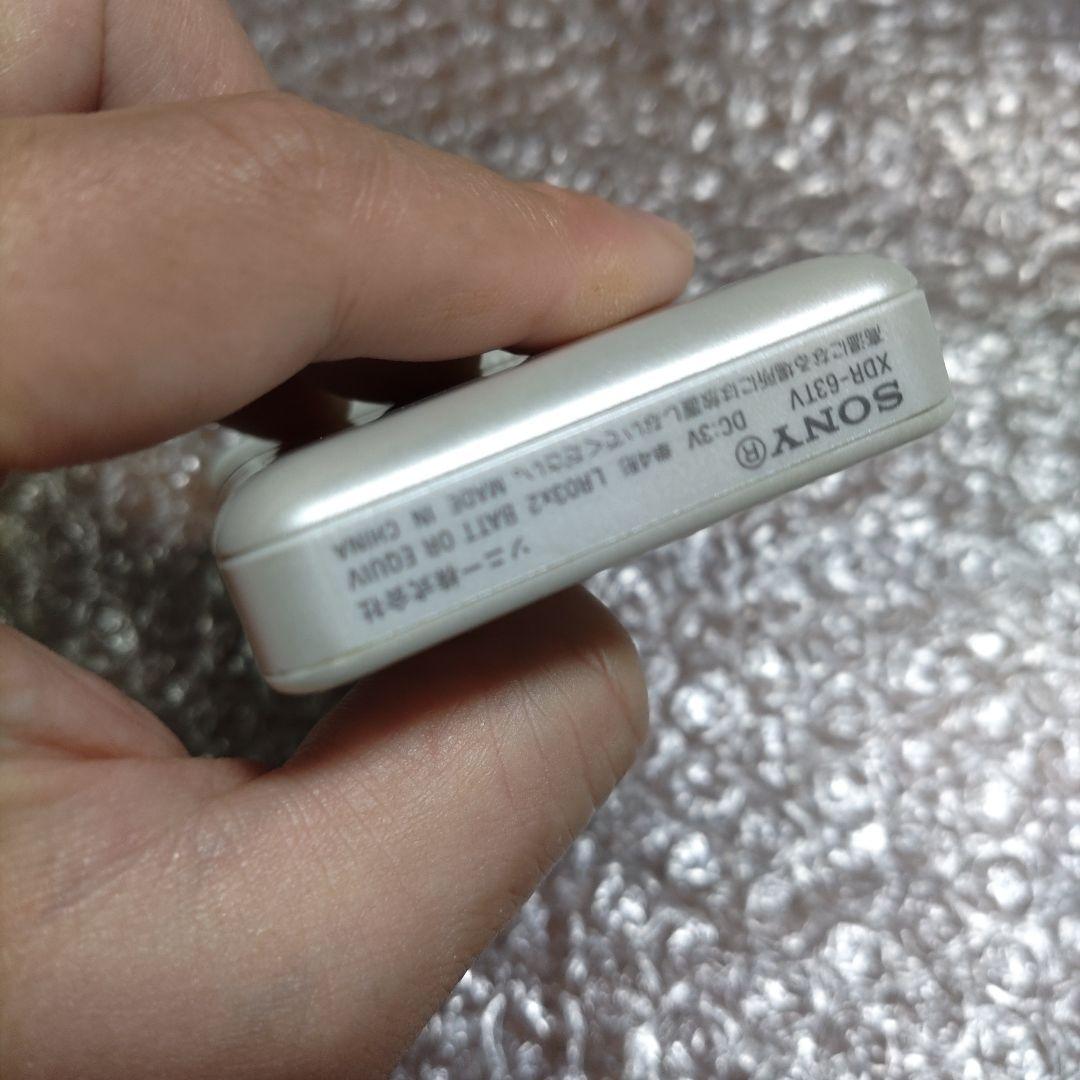 SONY® ソニー株式会社
XDR-63TV DC:3V 単4形 LR03x2 BATT OR EQUIV
高温になる場所には放置しないでください。 MADE IN CHINA